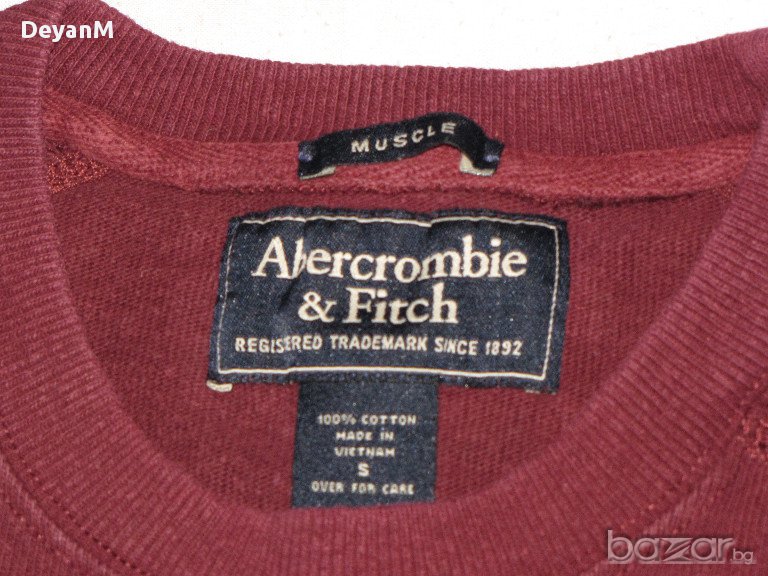 DeyanM
MUSCLE
Abercrombie
& Fitch
REGISTERED TRADEMARK SINCE 1892
100% COTTON
MADE IN
VIETNAM
S
OVER FOR CARE
bazar.bg